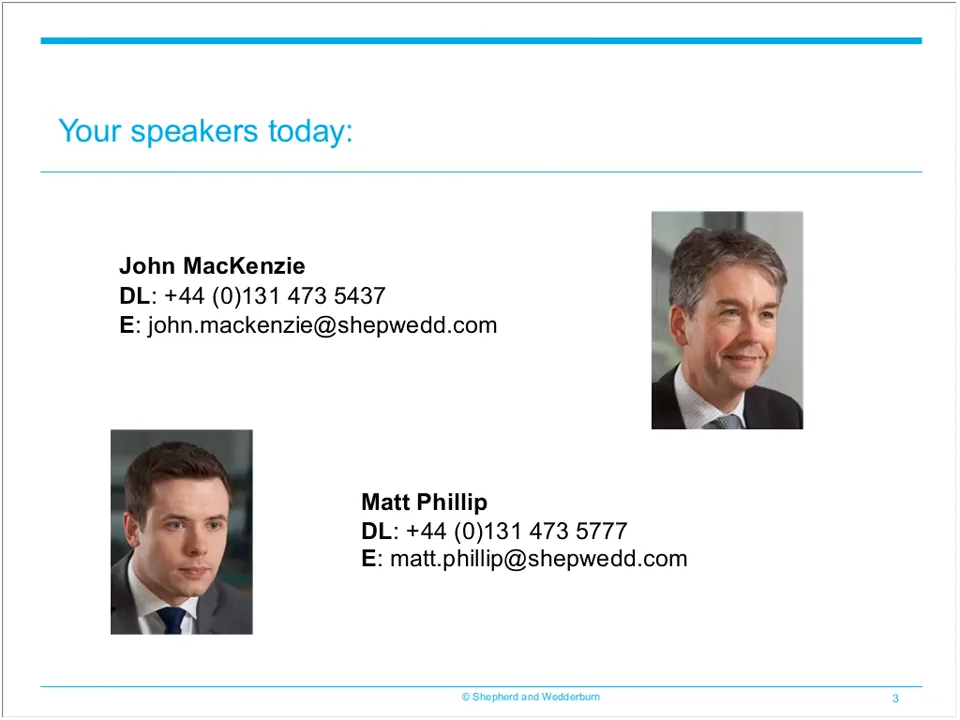 Your speakers today:
John MacKenzie
DL: +44 (0)131 473 5437
E: john.mackenzie@shepwedd.com
Matt Phillip
DL: +44 (0)131 473 5777
E: matt.phillip@shepwedd.com
© Shepherd and Wedderburn
3